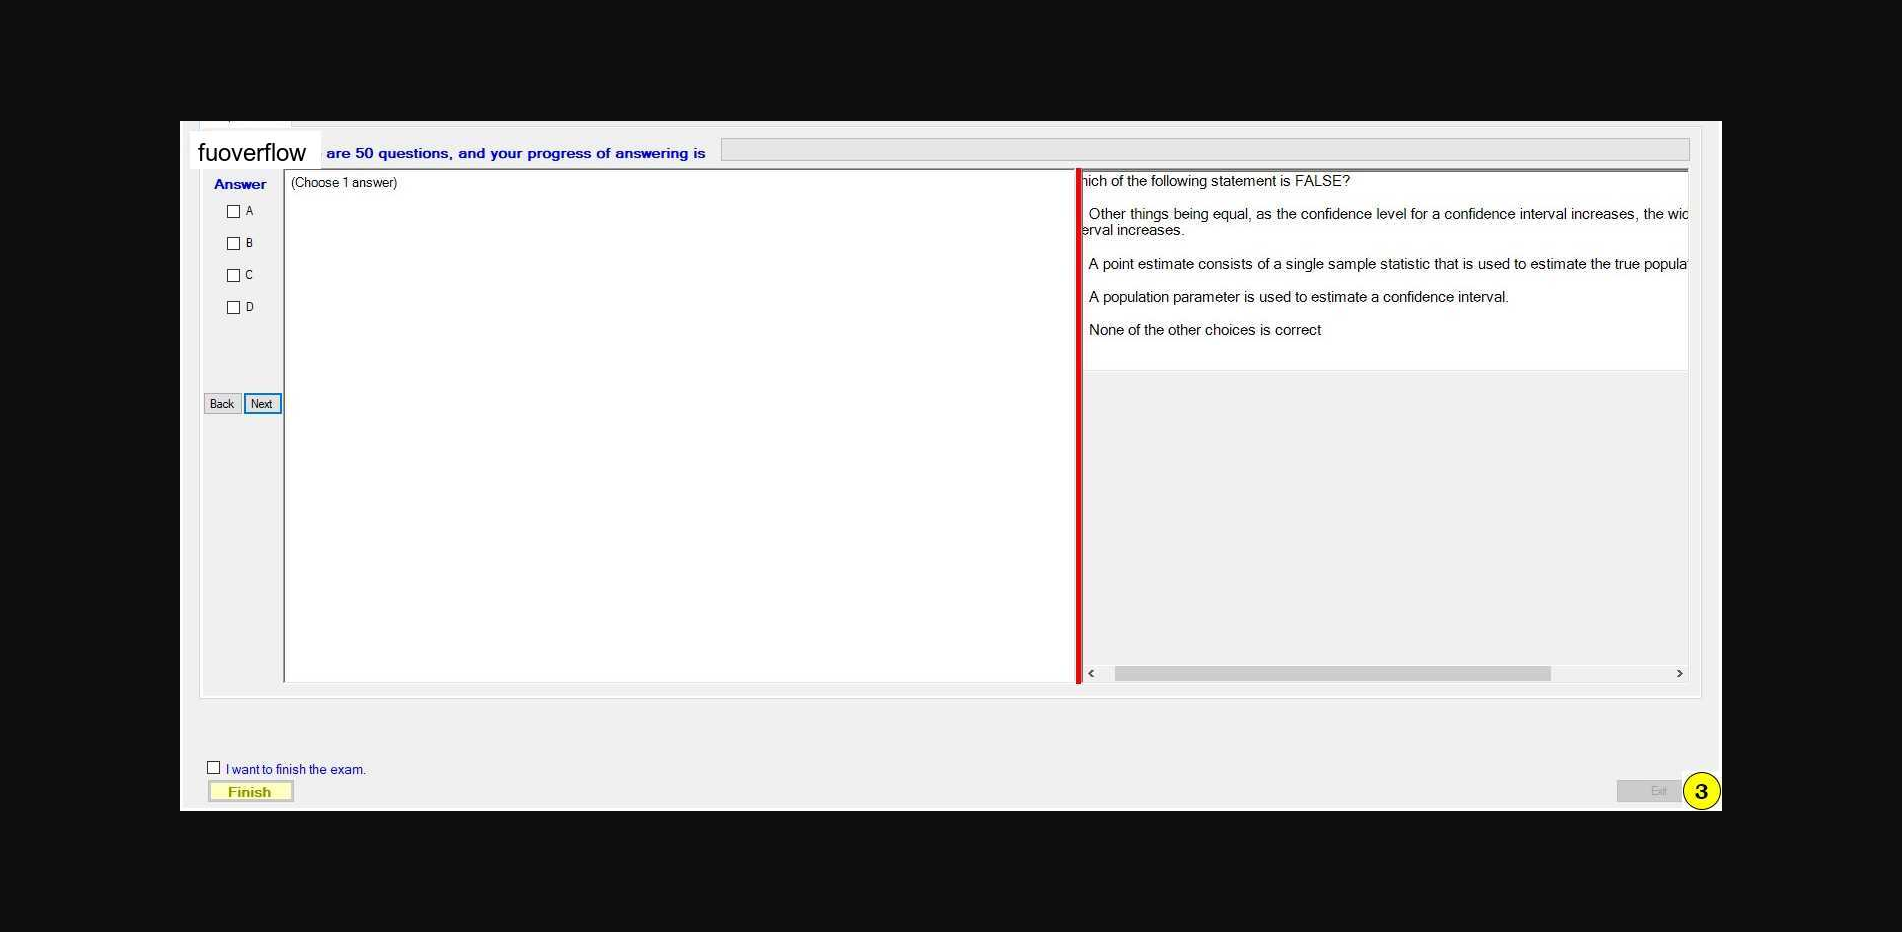 fuoverflow are 50 questions, and your progress of answering is
Answer
A
B
C
D
Back Next
(Choose 1 answer)
hich of the following statement is FALSE?
Other things being equal, as the confidence level for a confidence interval increases, the wid
erval increases.
A point estimate consists of a single sample statistic that is used to estimate the true popula
A population parameter is used to estimate a confidence interval.
None of the other choices is correct
I want to finish the exam.
Finish
Exit
3